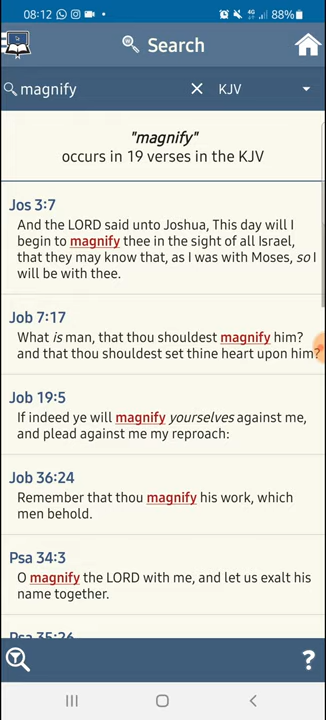 08:12 88%
Search
magnify KJV
"magnify"
occurs in 19 verses in the KJV
Jos 3:7
And the LORD said unto Joshua, This day will I
begin to magnify thee in the sight of all Israel,
that they may know that, as I was with Moses, so I
will be with thee.
Job 7:17
What is man, that thou shouldest magnify him?
and that thou shouldest set thine heart upon him?
Job 19:5
If indeed ye will magnify yourselves against me,
and plead against me my reproach:
Job 36:24
Remember that thou magnify his work, which
men behold.
Psa 34:3
O magnify the LORD with me, and let us exalt his
name together.
Psa 35:26
?